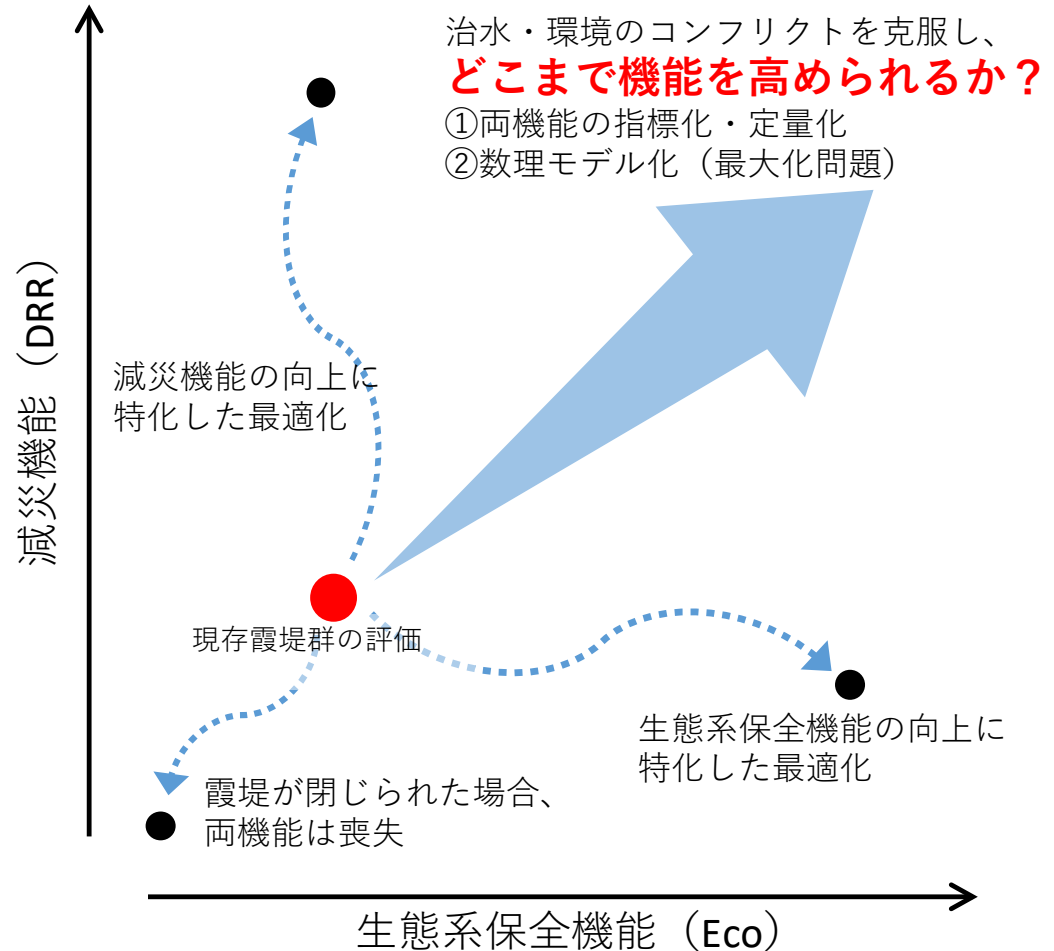 治水・環境のコンフリクトを克服し、
どこまで機能を高められるか？
①両機能の指標化・定量化
②数理モデル化（最大化問題）
減災機能（DRR）
減災機能の向上に
特化した最適化
現存霞堤群の評価
生態系保全機能の向上に
特化した最適化
霞堤が閉じられた場合、
両機能は喪失
生態系保全機能（Eco）